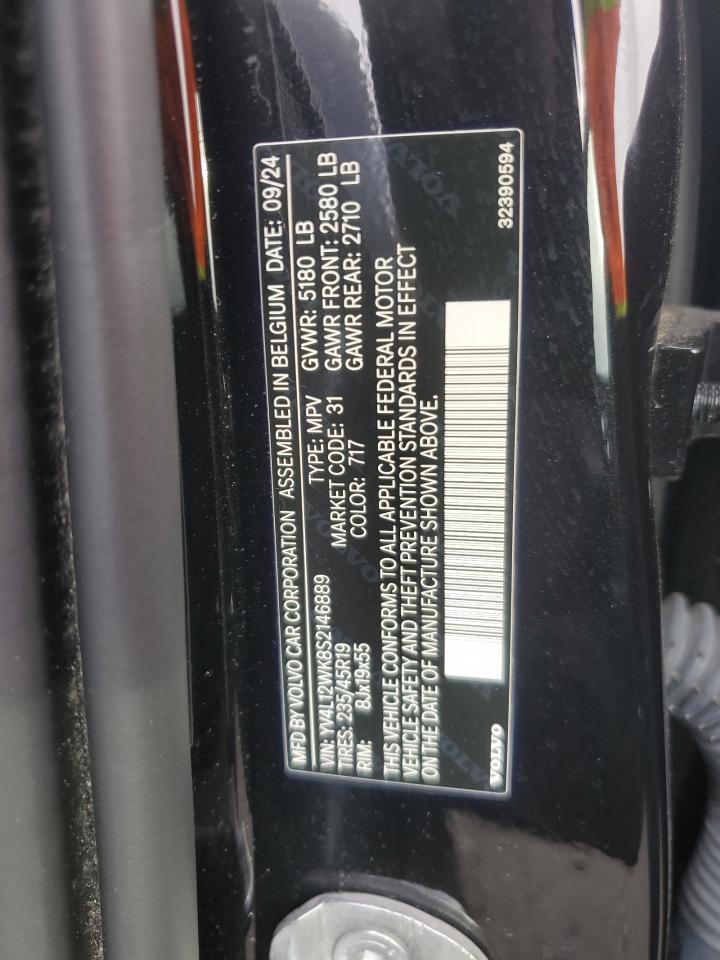 MFD BY VOLVO CAR CORPORATION ASSEMBLED IN BELGIUM DATE: 09/24
VIN: YV4L12WK8S2146889 TYPE: MPV GVWR: 5180 LB
TIRES: 235/45R19 MARKET CODE: 31 GAWR FRONT: 2580 LB
RIM: 8Jx19x55 COLOR: 717 GAWR REAR: 2710 LB
THIS VEHICLE CONFORMS TO ALL APPLICABLE FEDERAL MOTOR
VEHICLE SAFETY AND THEFT PREVENTION STANDARDS IN EFFECT
ON THE DATE OF MANUFACTURE SHOWN ABOVE.
VOLVO 32390594